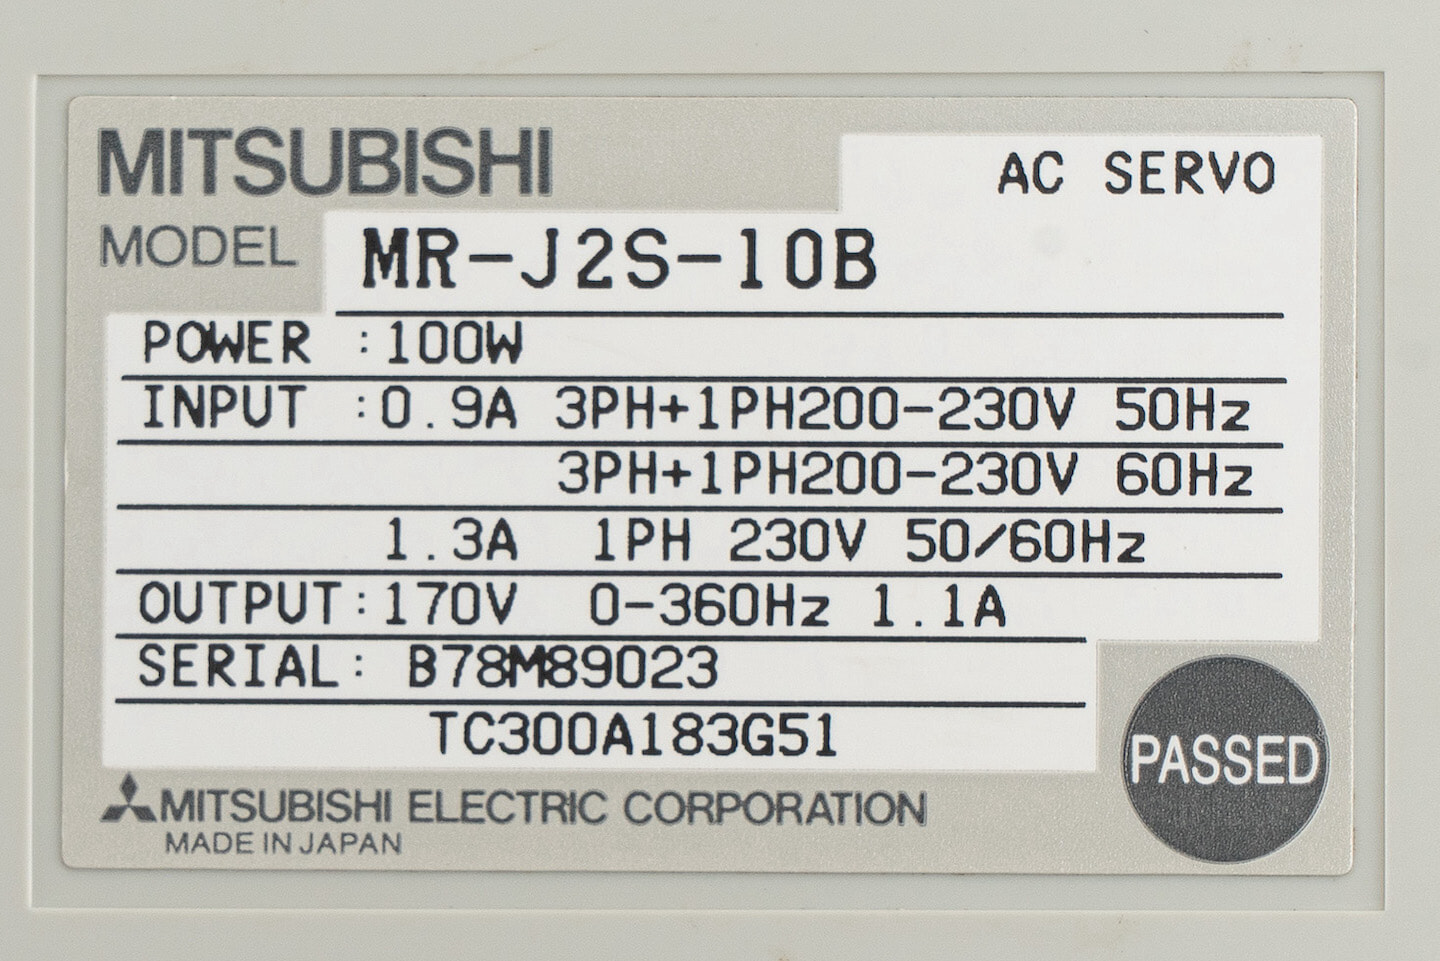 MITSUBISHI
AC SERVO
MODEL MR-J2S-10B
POWER :100W
INPUT :0.9A 3PH+1PH200-230V 50Hz
3PH+1PH200-230V 60Hz
1.3A 1PH 230V 50/60Hz
OUTPUT:170V 0-360Hz 1.1A
SERIAL: B78M89023
TC300A183G51
PASSED
MITSUBISHI ELECTRIC CORPORATION
MADE IN JAPAN